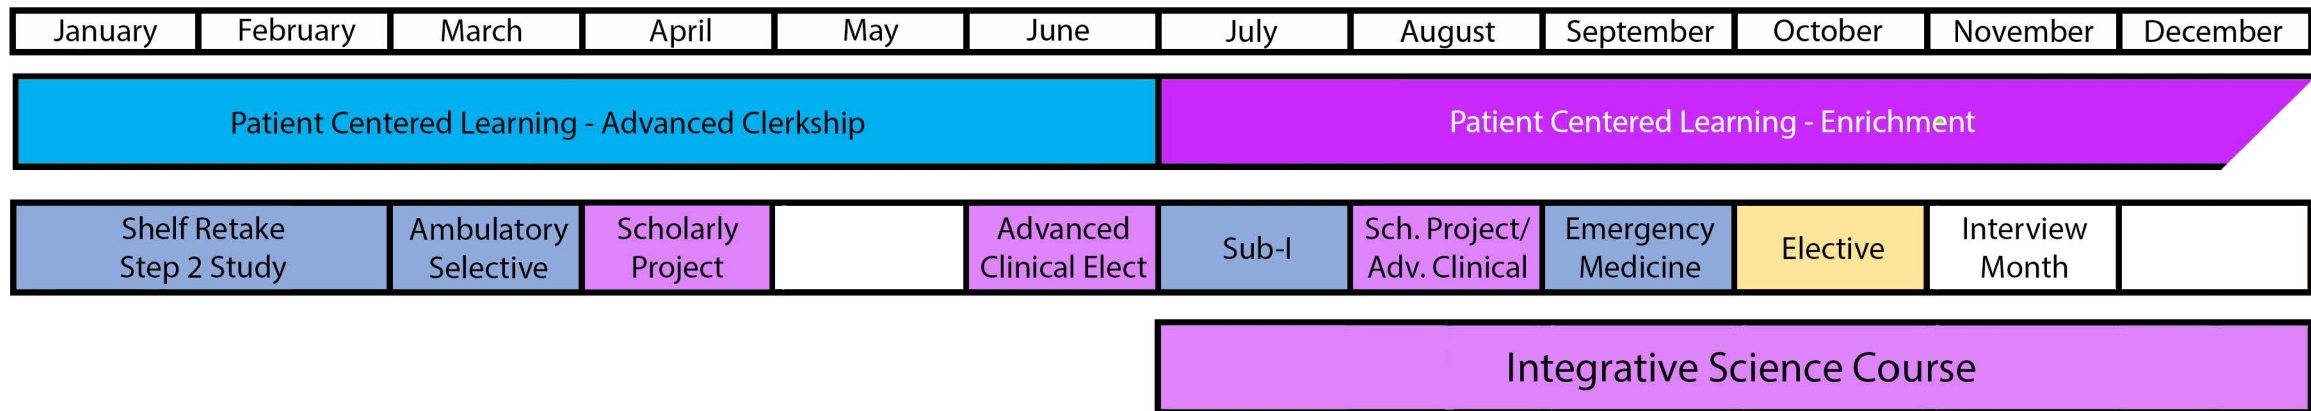 January February March April May June July August September October November December
Patient Centered Learning - Advanced Clerkship
Patient Centered Learning - Enrichment
Shelf Retake
Step 2 Study
Ambulatory
Selective
Scholarly
Project
Advanced
Clinical Elect
Sub-I
Sch. Project/
Adv. Clinical
Emergency
Medicine
Elective
Interview
Month
Integrative Science Course